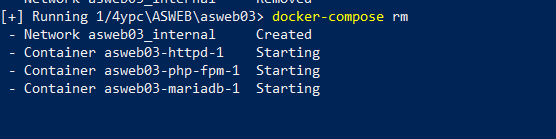 - Network asweb03_internal Removed
[+] Running 1/4ypc\ASWEB\asweb03> docker-compose rm
- Network asweb03_internal Created
- Container asweb03-httpd-1 Starting
- Container asweb03-php-fpm-1 Starting
- Container asweb03-mariadb-1 Starting